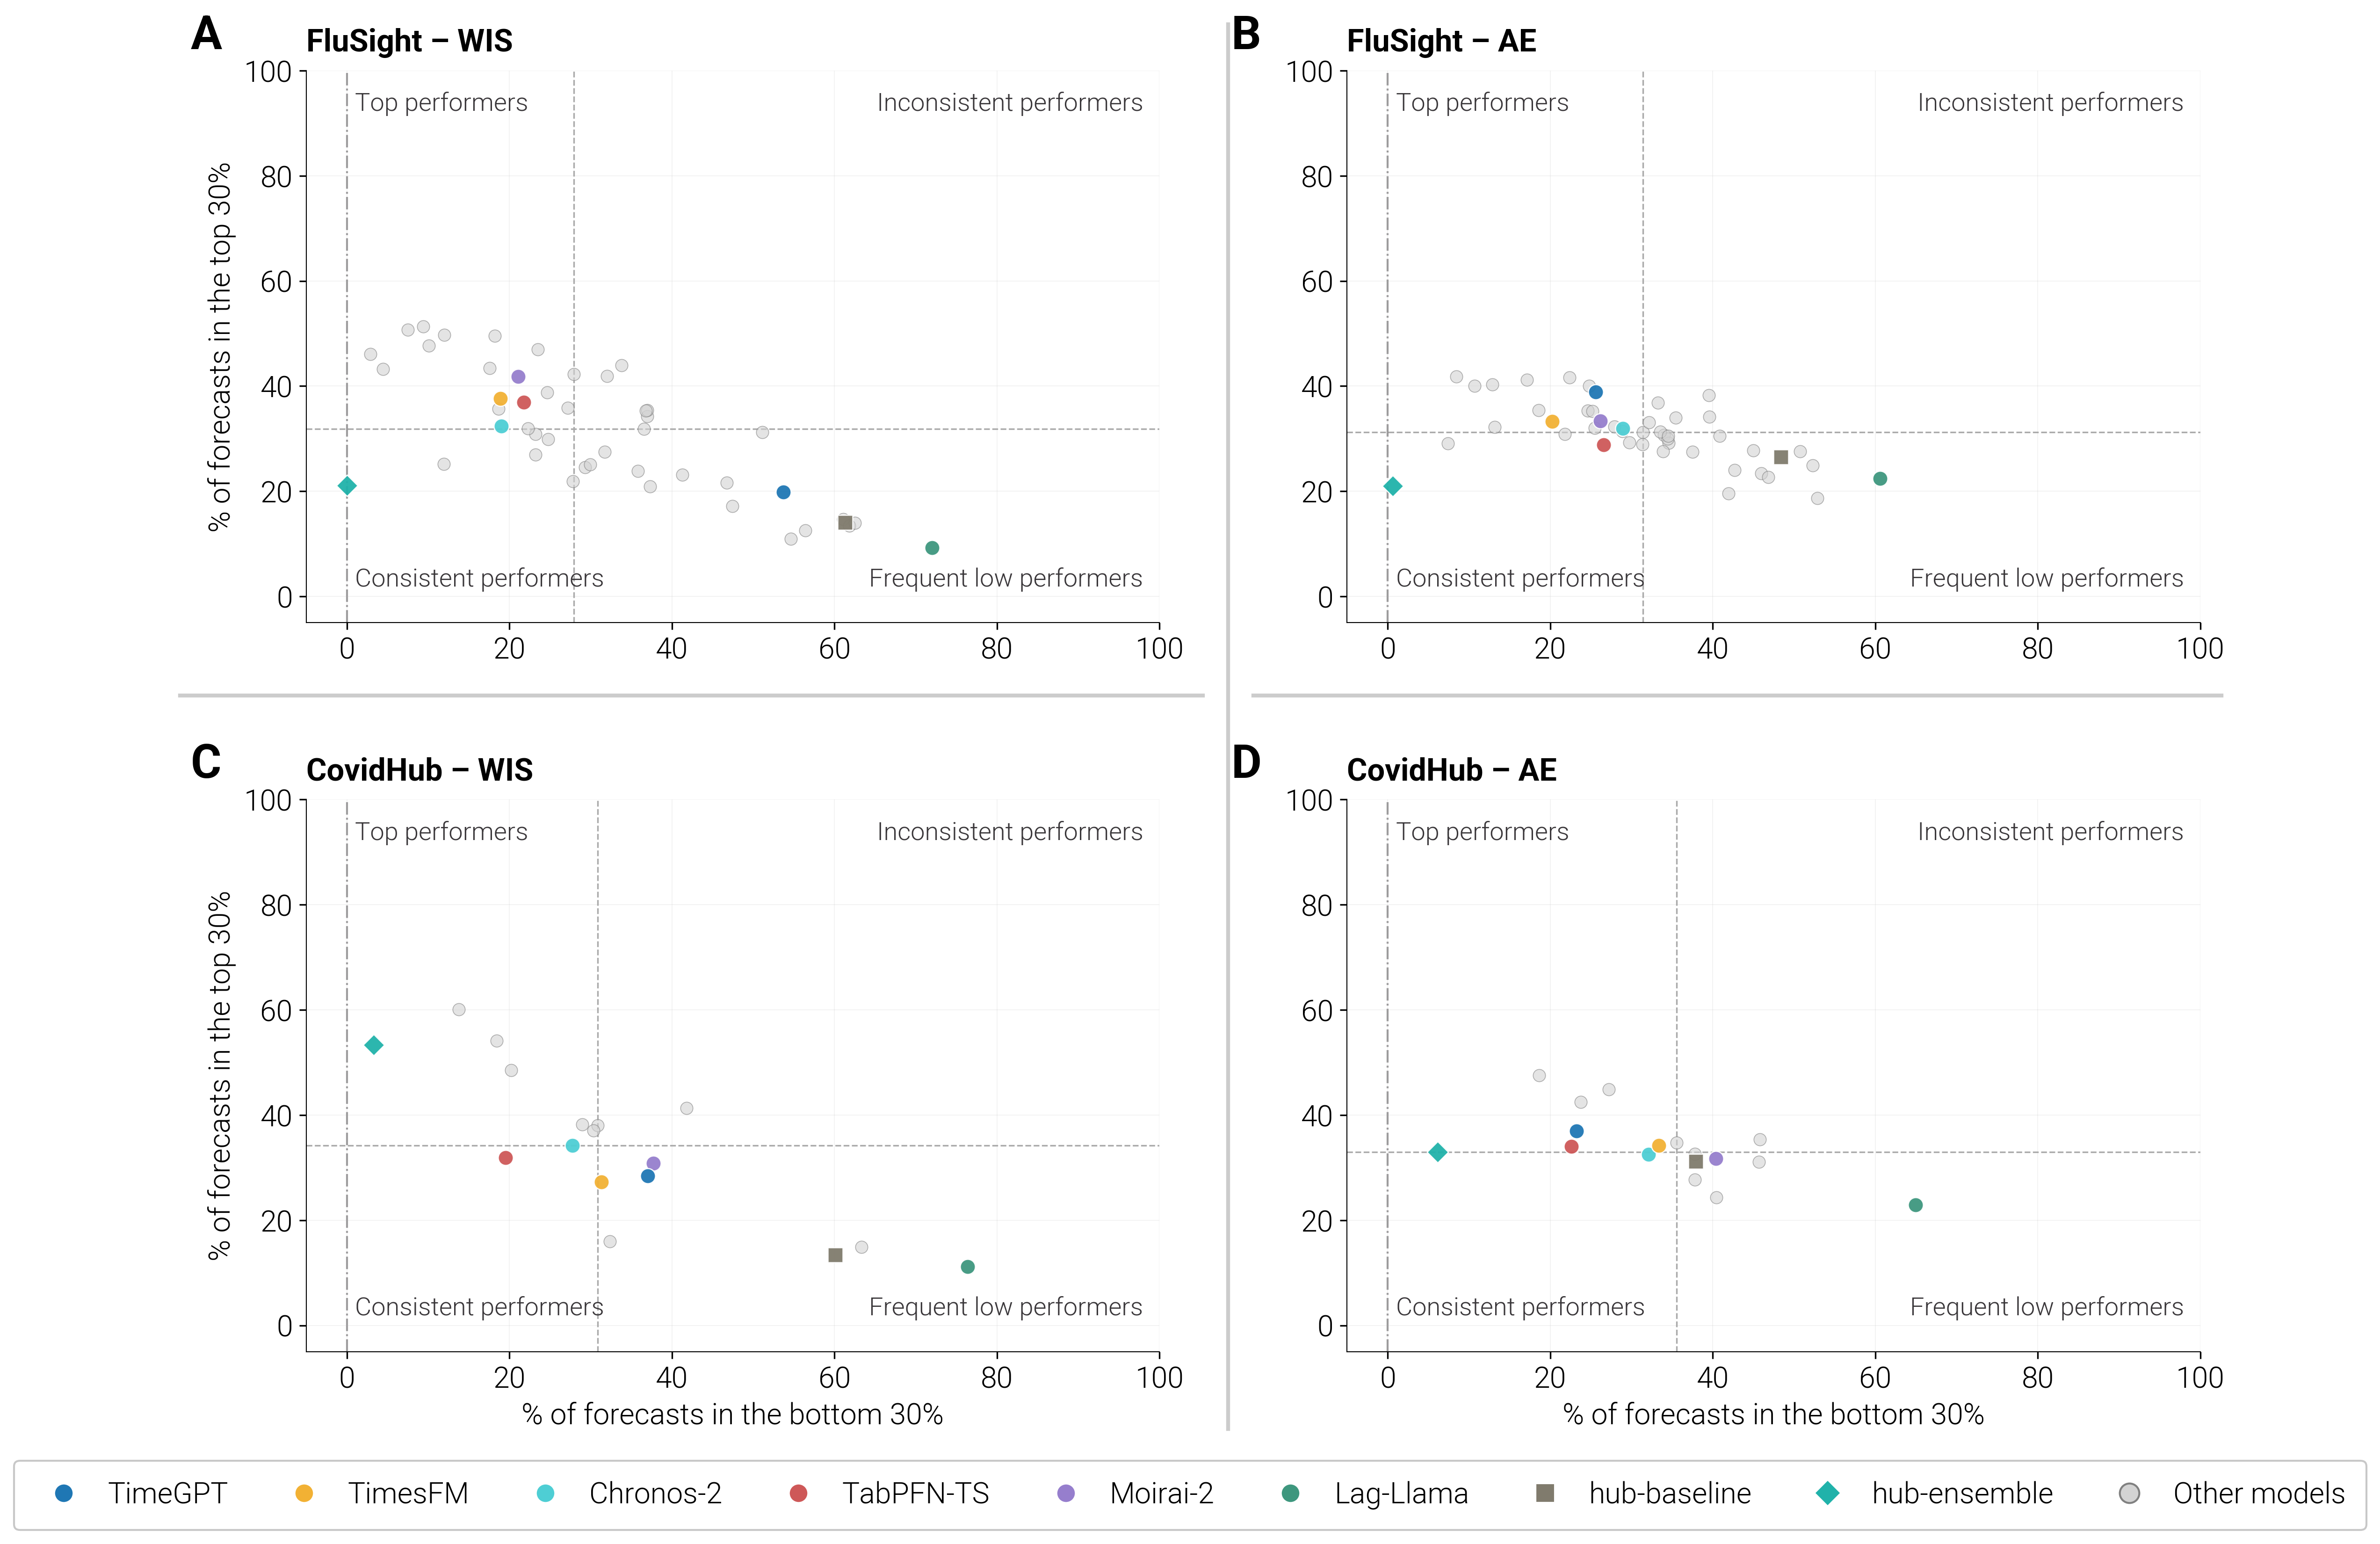 A
FluSight – WIS
100
80
60
40
20
0
% of forecasts in the top 30%
Top performers
Inconsistent performers
Consistent performers
Frequent low performers
0 20 40 60 80 100
B
FluSight – AE
100
80
60
40
20
0
Top performers
Inconsistent performers
Consistent performers
Frequent low performers
0 20 40 60 80 100
C
CovidHub – WIS
100
80
60
40
20
0
% of forecasts in the top 30%
Top performers
Inconsistent performers
Consistent performers
Frequent low performers
0 20 40 60 80 100
% of forecasts in the bottom 30%
D
CovidHub – AE
100
80
60
40
20
0
Top performers
Inconsistent performers
Consistent performers
Frequent low performers
0 20 40 60 80 100
% of forecasts in the bottom 30%
TimeGPT TimesFM Chronos-2 TabPFN-TS Moirai-2 Lag-Llama hub-baseline hub-ensemble Other models